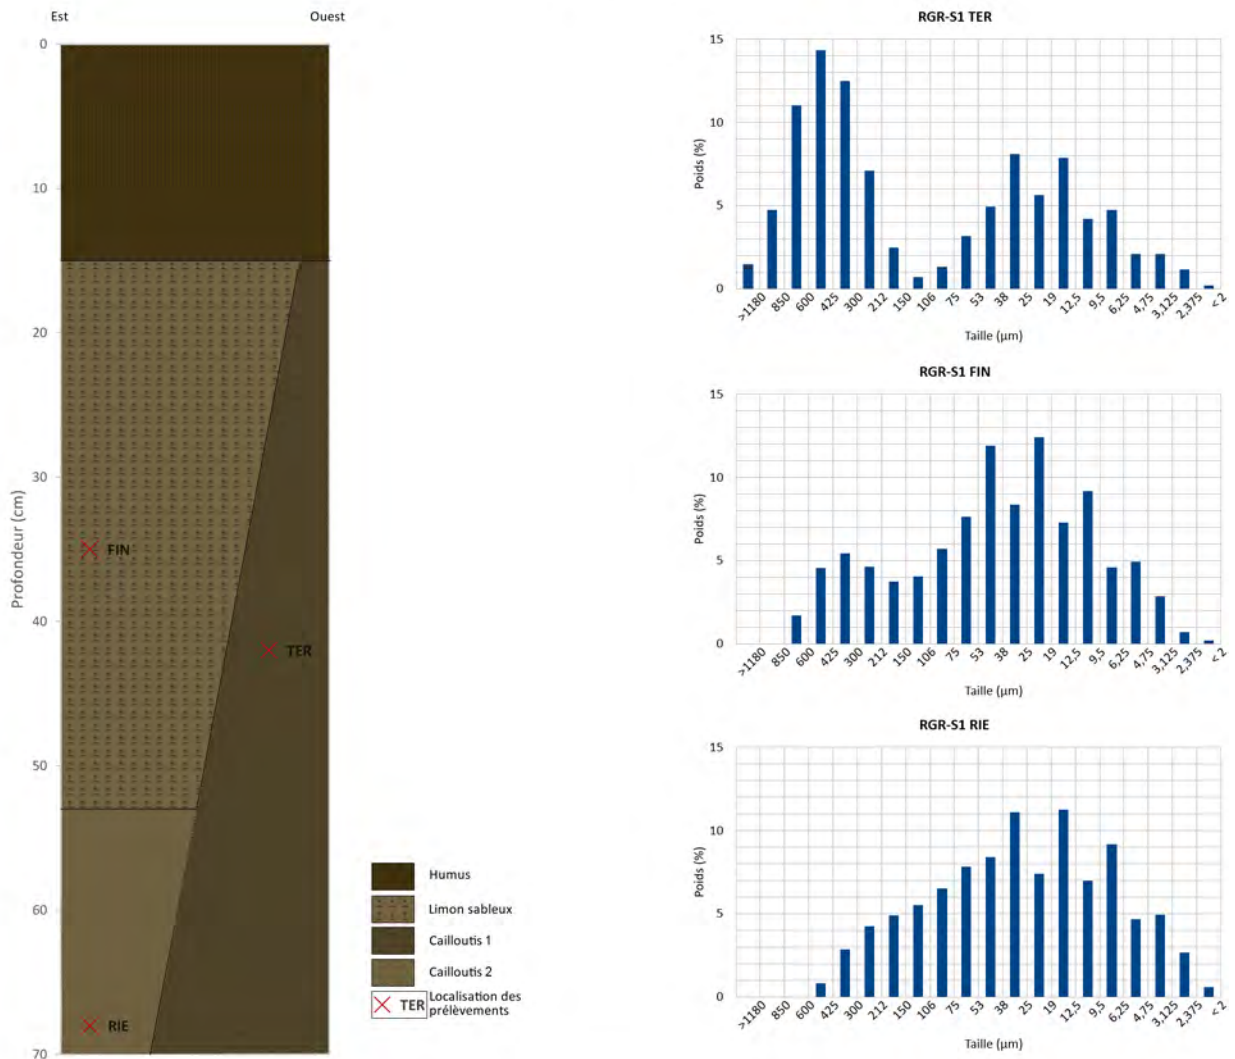 Est Ouest
0
10
20
30
40
50
60
70
Profondeur (cm)
FIN
TER
RIE
Humus
Limon sableux
Cailloutis 1
Cailloutis 2
TER Localisation des
prélèvements
RGR-S1 TER
15
10
5
0
Poids (%)
>1180 850 600 425 300 212 150 106 75 53 38 25 19 12,5 9,5 6,25 4,75 3,125 2,375 < 2
Taille (µm)
RGR-S1 FIN
15
10
5
0
Poids (%)
>1180 850 600 425 300 212 150 106 75 53 38 25 19 12,5 9,5 6,25 4,75 3,125 2,375 < 2
Taille (µm)
RGR-S1 RIE
15
10
5
0
Poids (%)
>1180 850 600 425 300 212 150 106 75 53 38 25 19 12,5 9,5 6,25 4,75 3,125 2,375 < 2
Taille (µm)